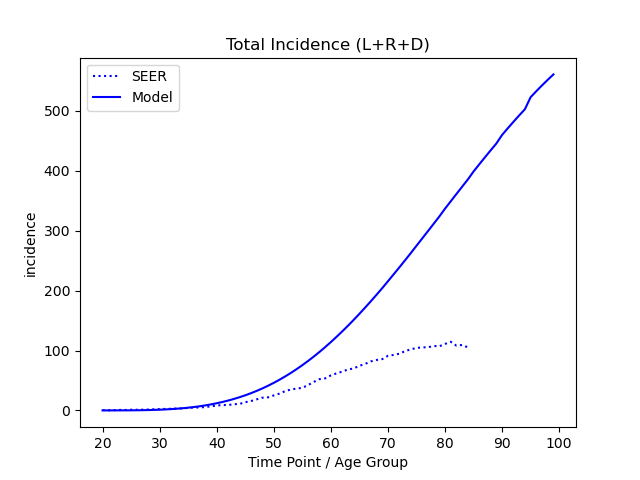 Total Incidence (L+R+D)
SEER
Model
incidence
500
400
300
200
100
0
20 30 40 50 60 70 80 90 100
Time Point / Age Group